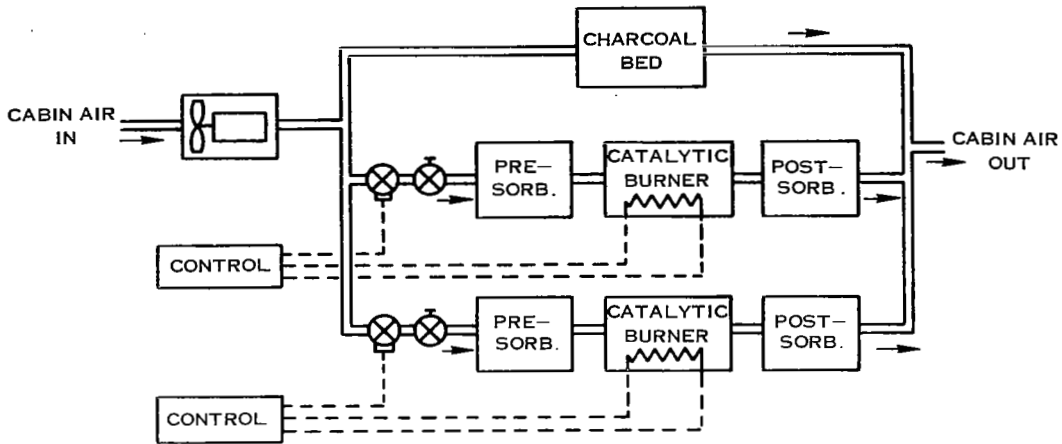 CHARCOAL
BED
CABIN AIR
IN
CABIN AIR
OUT
PRE-
SORB.
CATALYTIC
BURNER
POST-
SORB.
CONTROL
PRE-
SORB.
CATALYTIC
BURNER
POST-
SORB.
CONTROL